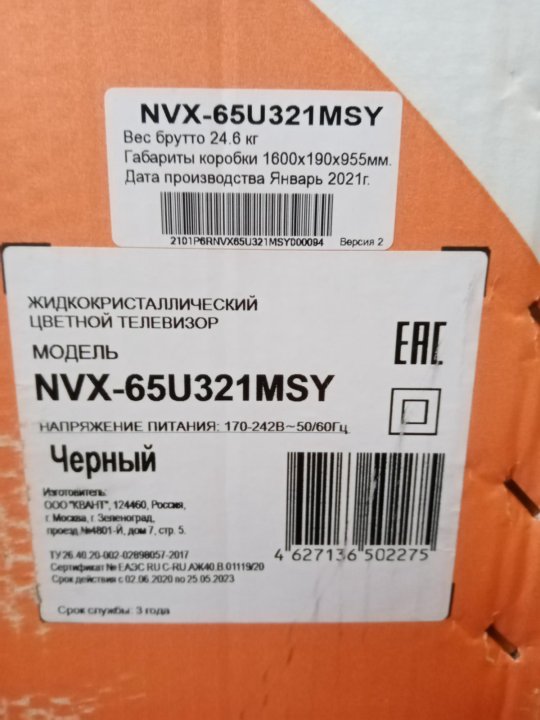 NVX-65U321MSY
Вес брутто 24.6 кг
Габариты коробки 1600х190х955мм.
Дата производства Январь 2021г.
2101P6RNVX65U321MSY000094 Версия 2
ЖИДКОКРИСТАЛЛИЧЕСКИЙ
ЦВЕТНОЙ ТЕЛЕВИЗОР
МОДЕЛЬ
EAC
NVX-65U321MSY
НАПРЯЖЕНИЕ ПИТАНИЯ: 170-242В~50/60Гц
Черный
Изготовитель:
ООО "КВАНТ", 124460, Россия,
г. Москва, г. Зеленоград,
проезд №4801-Й, дом 7, стр. 5.
4 627136 502275
ТУ 26.40.20-002-02898057-2017
Сертификат № ЕАЭС RU C-RU.АЖ40.В.01119/20
Срок действия с 02.06.2020 по 25.05.2023
Срок службы: 3 года